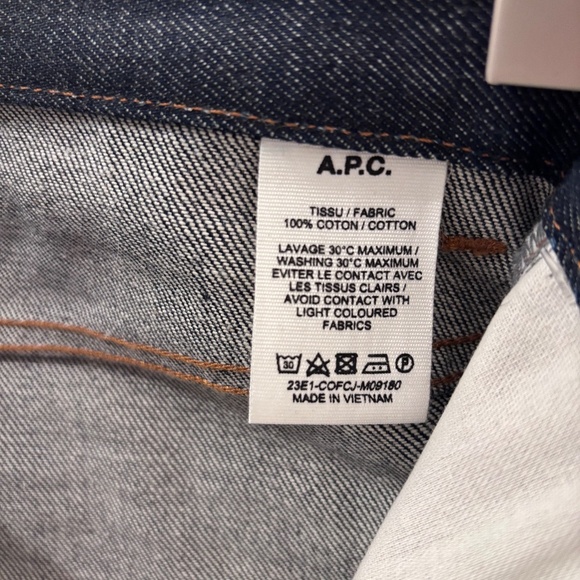 A.P.C.
TISSU / FABRIC
100% COTON / COTTON
LAVAGE 30°C MAXIMUM /
WASHING 30°C MAXIMUM
EVITER LE CONTACT AVEC
LES TISSUS CLAIRS /
AVOID CONTACT WITH
LIGHT COLOURED
FABRICS
30 P
23E1-COFCJ-M09180
MADE IN VIETNAM